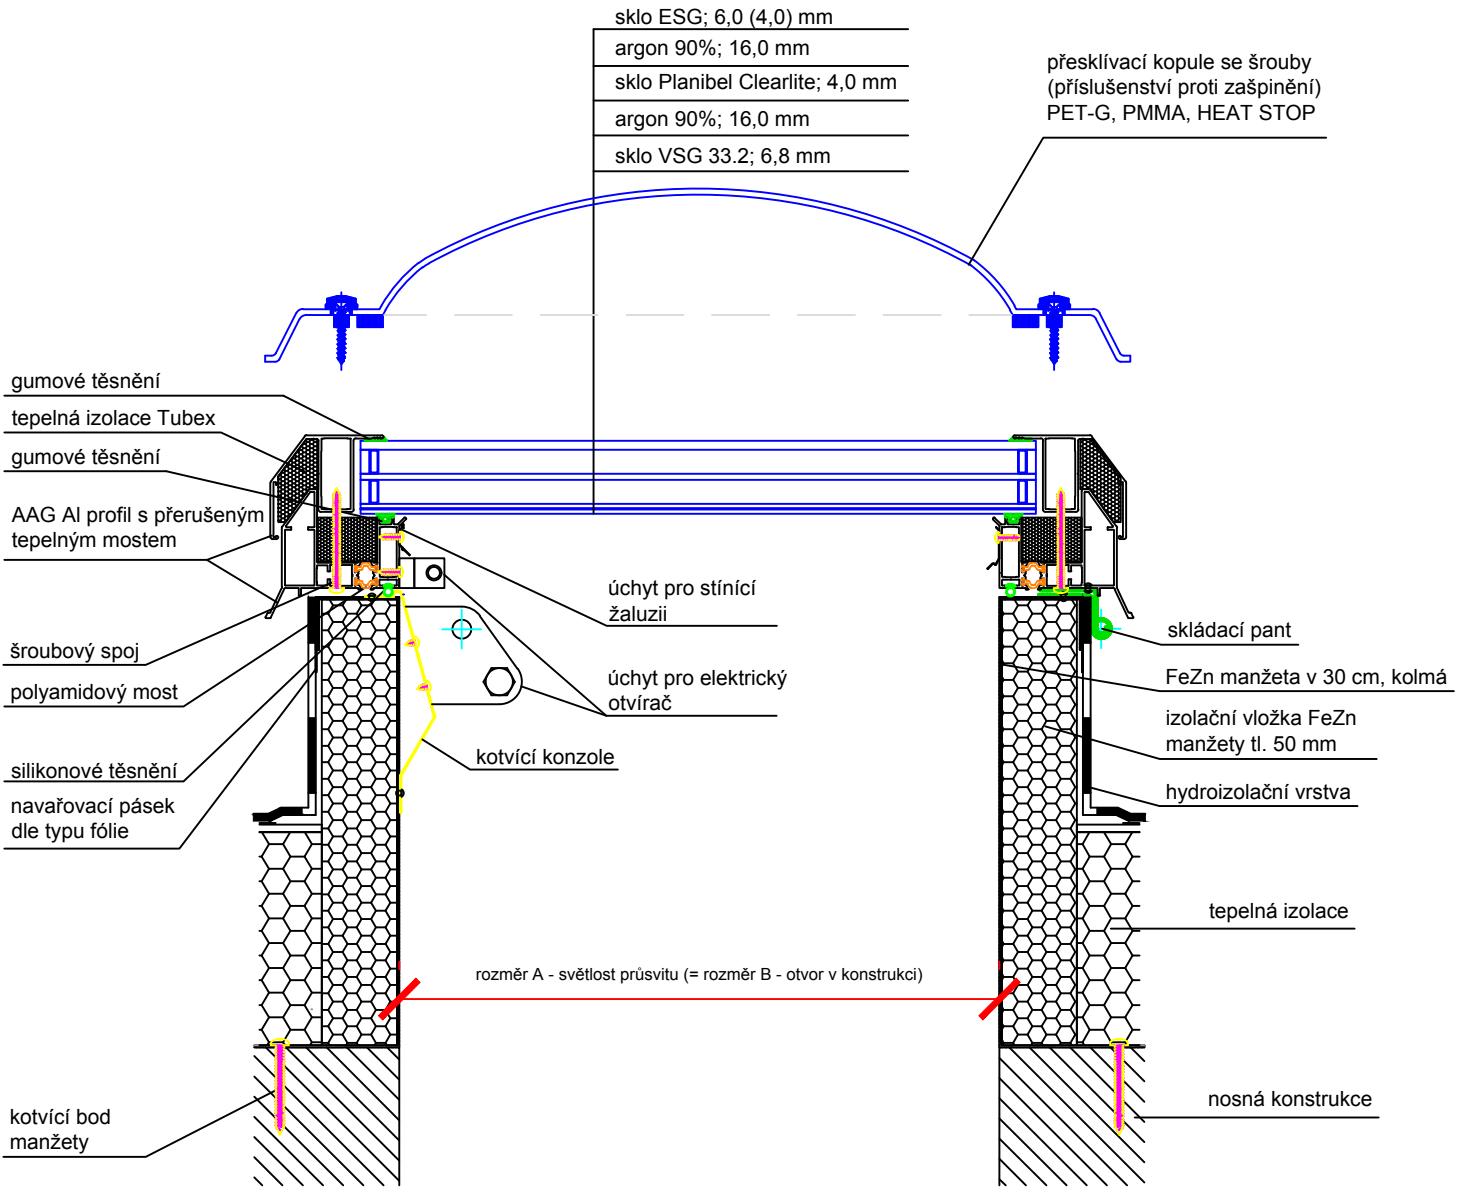 sklo ESG; 6,0 (4,0) mm
argon 90%; 16,0 mm
sklo Planibel Clearlite; 4,0 mm
argon 90%; 16,0 mm
sklo VSG 33.2; 6,8 mm
přesklívací kopule se šrouby
(příslušenství proti zašpinění)
PET-G, PMMA, HEAT STOP
gumové těsnění
tepelná izolace Tubex
gumové těsnění
AAG Al profil s přerušeným
tepelným mostem
šroubový spoj
polyamidový most
silikonové těsnění
navařovací pásek
dle typu fólie
úchyt pro stínící
žaluzii
úchyt pro elektrický
otvírač
kotvící konzole
skládací pant
FeZn manžeta v 30 cm, kolmá
izolační vložka FeZn
manžety tl. 50 mm
hydroizolační vrstva
tepelná izolace
rozměr A - světlost průsvitu (= rozměr B - otvor v konstrukci)
kotvící bod
manžety
nosná konstrukce